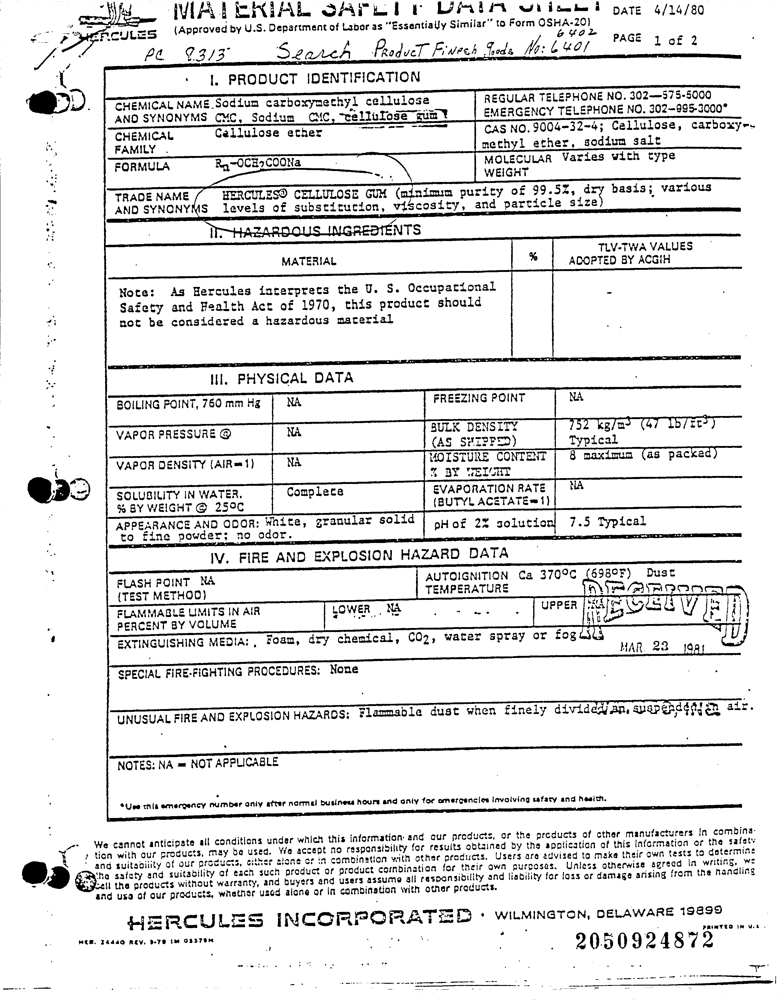 MATERIAL SAFETY DATA SHEET
DATE 4/14/80
HERCULES
(Approved by U.S. Department of Labor as "Essentially Similar" to Form OSHA-20)
PAGE 1 of 2
6402
PC 8313 Search Product Finish Goods No: 6401
I. PRODUCT IDENTIFICATION
CHEMICAL NAME Sodium carboxymethyl cellulose
AND SYNONYMS CMC, Sodium CMC, cellulose gum
REGULAR TELEPHONE NO. 302—575-5000
EMERGENCY TELEPHONE NO. 302-995-3000*
CHEMICAL Cellulose ether
FAMILY
CAS NO. 9004-32-4; Cellulose, carboxy-
methyl ether, sodium salt
FORMULA Rn-OCH2COONa
MOLECULAR Varies with type
WEIGHT
TRADE NAME HERCULES® CELLULOSE GUM (minimum purity of 99.5%, dry basis; various
AND SYNONYMS levels of substitution, viscosity, and particle size)
II. HAZARDOUS INGREDIENTS
MATERIAL
%
TLV-TWA VALUES
ADOPTED BY ACGIH
Note: As Hercules interprets the U. S. Occupational
Safety and Health Act of 1970, this product should
not be considered a hazardous material
-
III. PHYSICAL DATA
BOILING POINT, 760 mm Hg NA
FREEZING POINT NA
VAPOR PRESSURE @ NA
BULK DENSITY 752 kg/m3 (47 lb/ft3)
(AS SHIPPED) Typical
VAPOR DENSITY (AIR=1) NA
MOISTURE CONTENT 8 maximum (as packed)
% BY WEIGHT
SOLUBILITY IN WATER, Complete
% BY WEIGHT @ 25°C
EVAPORATION RATE NA
(BUTYL ACETATE=1)
APPEARANCE AND ODOR: White, granular solid
to fine powder; no odor.
pH of 2% solution 7.5 Typical
IV. FIRE AND EXPLOSION HAZARD DATA
FLASH POINT NA
(TEST METHOD)
AUTOIGNITION Ca 370°C (698°F) Dust
TEMPERATURE
FLAMMABLE LIMITS IN AIR
PERCENT BY VOLUME
LOWER NA
UPPER NA
RECEIVED
EXTINGUISHING MEDIA: Foam, dry chemical, CO2, water spray or fog
MAR 23 1981
SPECIAL FIRE-FIGHTING PROCEDURES: None
UNUSUAL FIRE AND EXPLOSION HAZARDS: Flammable dust when finely divided an, suspended in air.
NOTES: NA = NOT APPLICABLE
*Use this emergency number only after normal business hours and only for emergencies involving safety and health.
We cannot anticipate all conditions under which this information and our products, or the products of other manufacturers in combina-
tion with our products, may be used. We accept no responsibility for results obtained by the application of this information or the safety
and suitability of our products, either alone or in combination with other products. Users are advised to make their own tests to determine
the safety and suitability of each such product or product combination for their own purposes. Unless otherwise agreed in writing, we
sell the products without warranty, and buyers and users assume all responsibility and liability for loss or damage arising from the handling
and use of our products, whether used alone or in combination with other products.
HERCULES INCORPORATED · WILMINGTON, DELAWARE 19899
HER. 24440 REV. 9-78 1M 03375H
PRINTED IN U.S.
2050924872